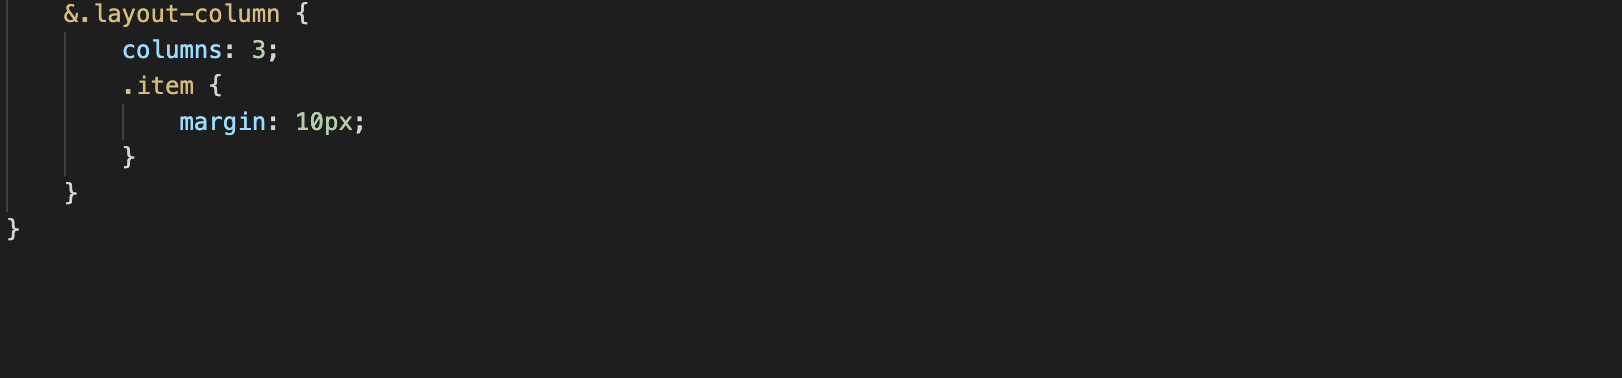 &.layout-column {
columns: 3;
.item {
margin: 10px;
}
}
}